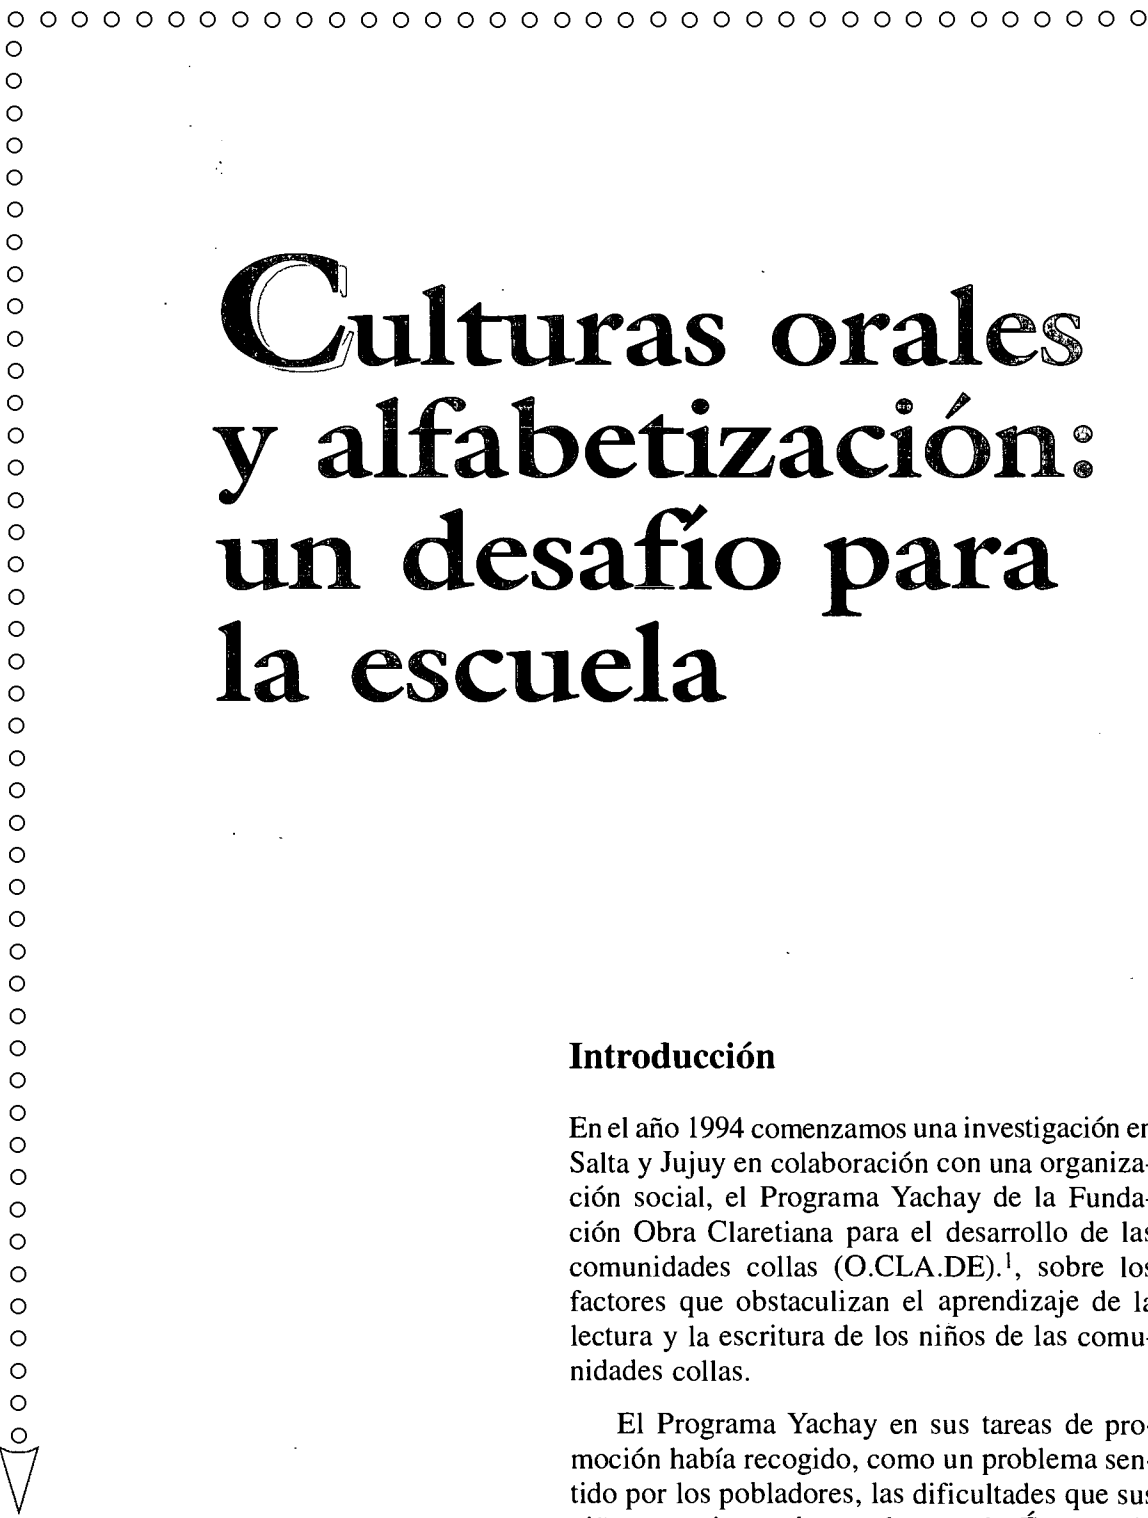 Culturas orales
y alfabetización:
un desafío para
la escuela
Introducción
En el año 1994 comenzamos una investigación en
Salta y Jujuy en colaboración con una organiza-
ción social, el Programa Yachay de la Funda-
ción Obra Claretiana para el desarrollo de las
comunidades collas (O.CLA.DE).¹, sobre los
factores que obstaculizan el aprendizaje de la
lectura y la escritura de los niños de las comu-
nidades collas.
El Programa Yachay en sus tareas de pro-
moción había recogido, como un problema sen-
tido por los pobladores, las dificultades que sus